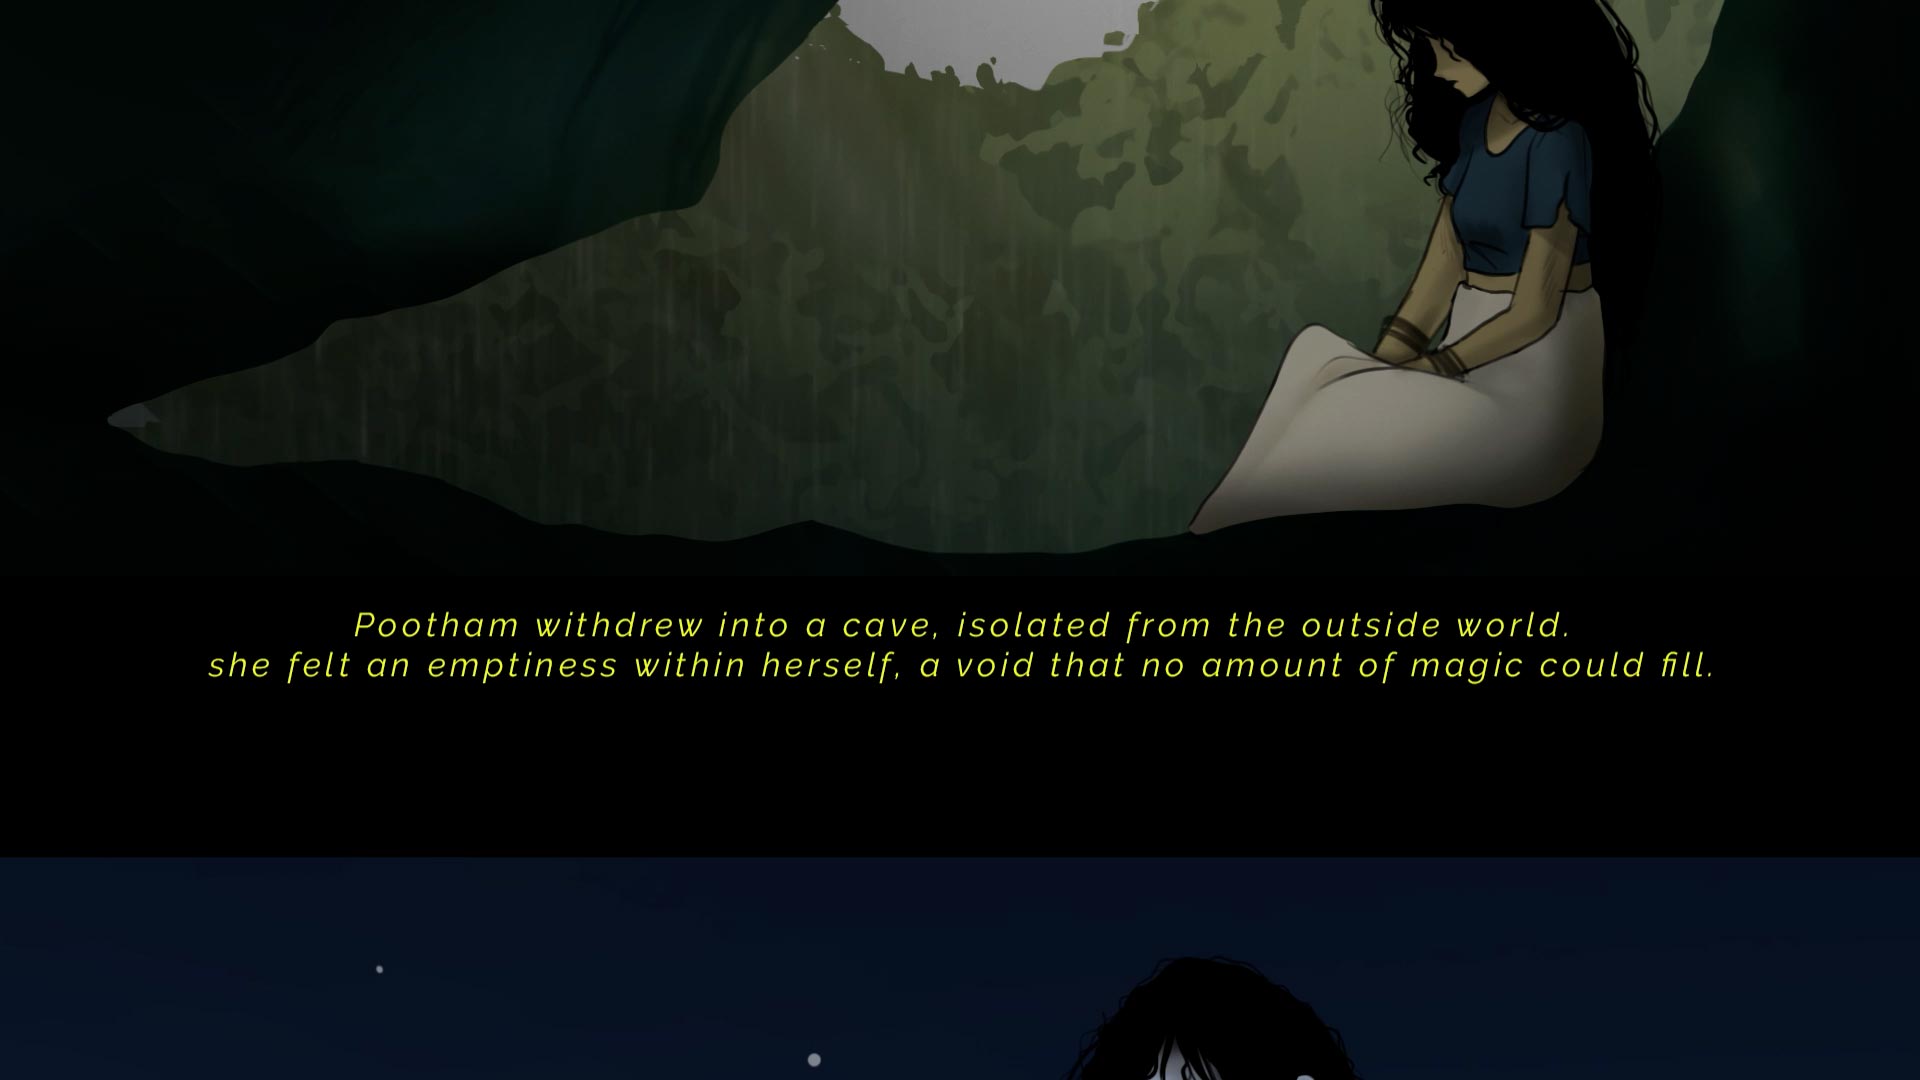 Pootham withdrew into a cave, isolated from the outside world.
she felt an emptiness within herself, a void that no amount of magic could fill.